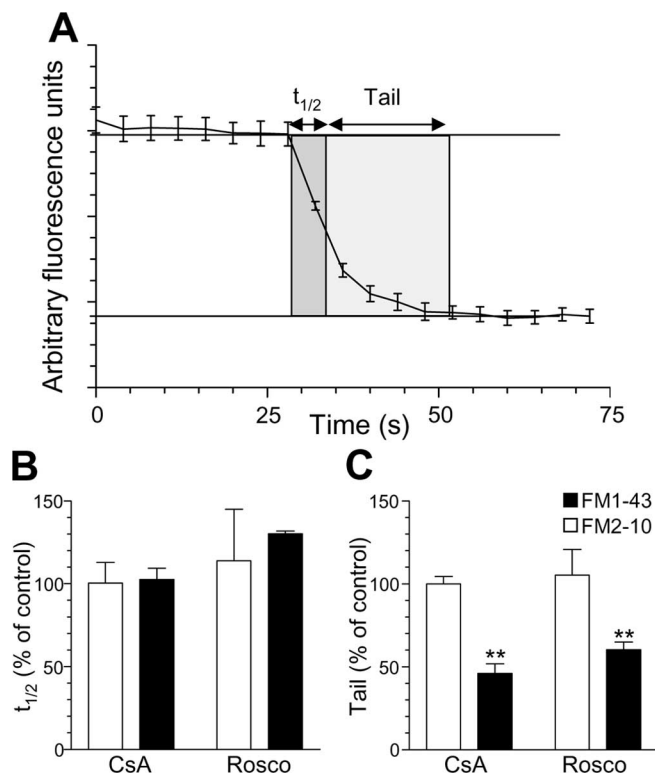 A
t1/2 Tail
Arbitrary fluorescence units
0 25 50 75
Time (s)
B
t1/2 (% of control)
150
100
50
0
CsA Rosco
C
FM1-43
FM2-10
Tail (% of control)
150
100
50
0
** **
CsA Rosco